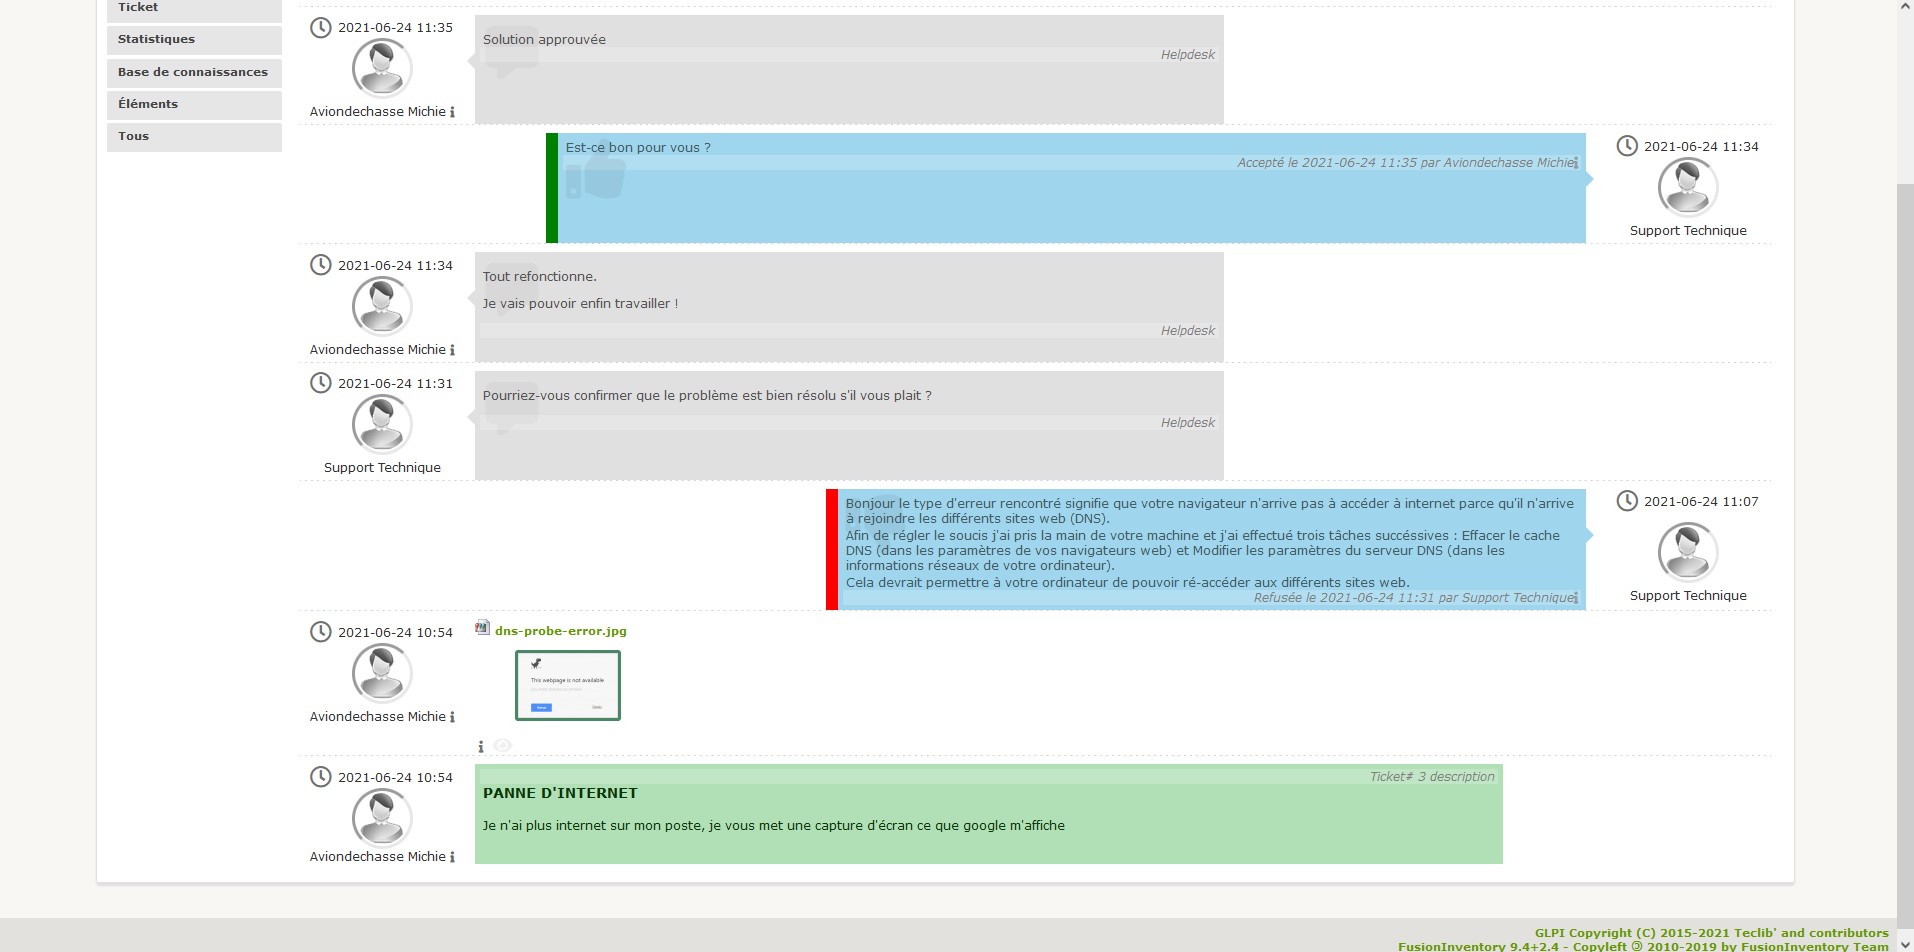 Ticket
Statistiques
Base de connaissances
Éléments
Tous
2021-06-24 11:35
Aviondechasse Michie
Solution approuvée
Helpdesk
Est-ce bon pour vous ?
Accepté le 2021-06-24 11:35 par Aviondechasse Michie
2021-06-24 11:34
Support Technique
2021-06-24 11:34
Aviondechasse Michie
Tout refonctionne.
Je vais pouvoir enfin travailler !
Helpdesk
2021-06-24 11:31
Support Technique
Pourriez-vous confirmer que le problème est bien résolu s'il vous plait ?
Helpdesk
Bonjour le type d'erreur rencontré signifie que votre navigateur n'arrive pas à accéder à internet parce qu'il n'arrive
à rejoindre les différents sites web (DNS).
Afin de régler le soucis j'ai pris la main de votre machine et j'ai effectué trois tâches succéssives : Effacer le cache
DNS (dans les paramètres de vos navigateurs web) et Modifier les paramètres du serveur DNS (dans les
informations réseaux de votre ordinateur).
Cela devrait permettre à votre ordinateur de pouvoir ré-accéder aux différents sites web.
Refusée le 2021-06-24 11:31 par Support Technique
2021-06-24 11:07
Support Technique
2021-06-24 10:54
Aviondechasse Michie
dns-probe-error.jpg
This webpage is not available
2021-06-24 10:54
Aviondechasse Michie
Ticket# 3 description
PANNE D'INTERNET
Je n'ai plus internet sur mon poste, je vous met une capture d'écran ce que google m'affiche
GLPI Copyright (C) 2015-2021 Teclib' and contributors
FusionInventory 9.4+2.4 - Copyleft 🄯 2010-2019 by FusionInventory Team